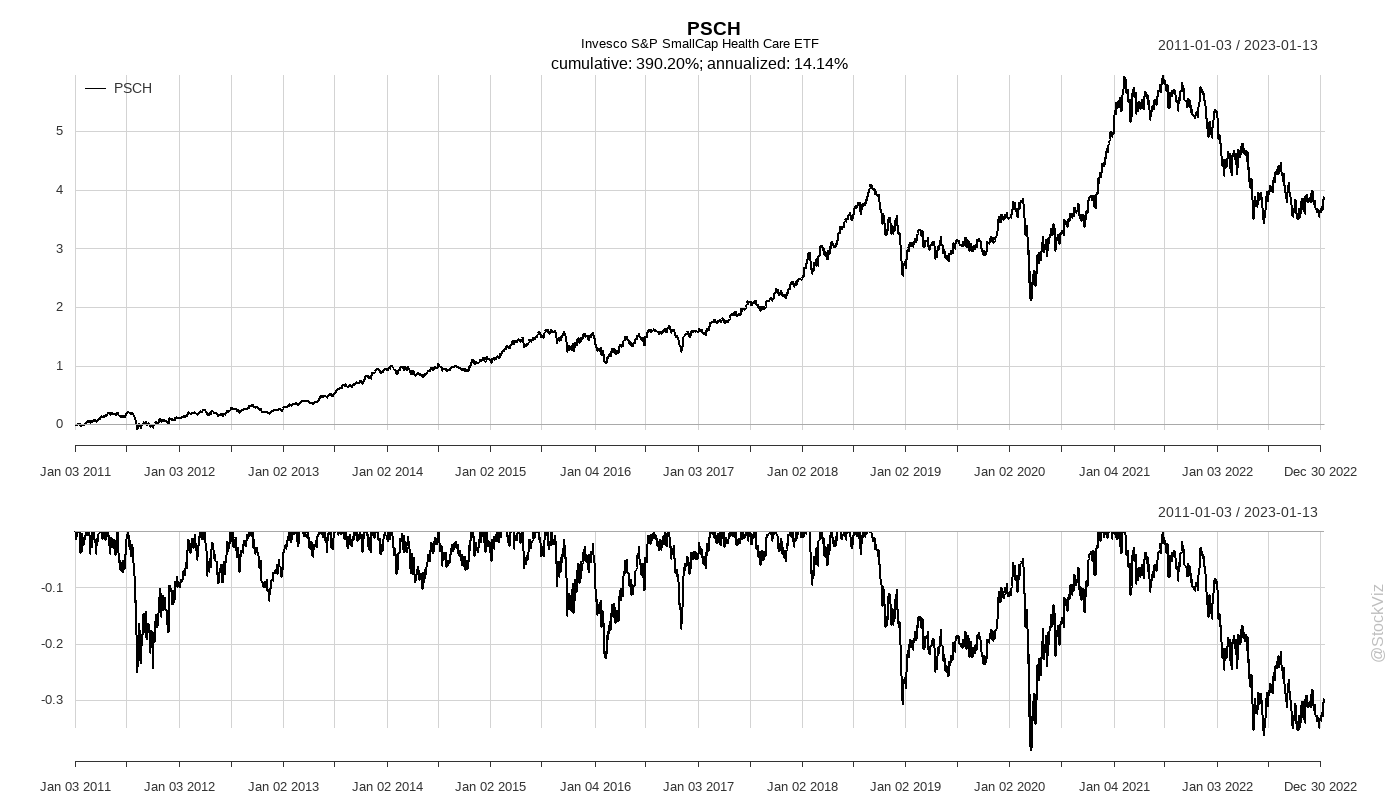 PSCH
Invesco S&P SmallCap Health Care ETF
cumulative: 390.20%; annualized: 14.14%
2011-01-03 / 2023-01-13
PSCH
5
4
3
2
1
0
Jan 03 2011 Jan 03 2012 Jan 02 2013 Jan 02 2014 Jan 02 2015 Jan 04 2016 Jan 03 2017 Jan 02 2018 Jan 02 2019 Jan 02 2020 Jan 04 2021 Jan 03 2022 Dec 30 2022
2011-01-03 / 2023-01-13
-0.1
-0.2
-0.3
Jan 03 2011 Jan 03 2012 Jan 02 2013 Jan 02 2014 Jan 02 2015 Jan 04 2016 Jan 03 2017 Jan 02 2018 Jan 02 2019 Jan 02 2020 Jan 04 2021 Jan 03 2022 Dec 30 2022
@StockViz